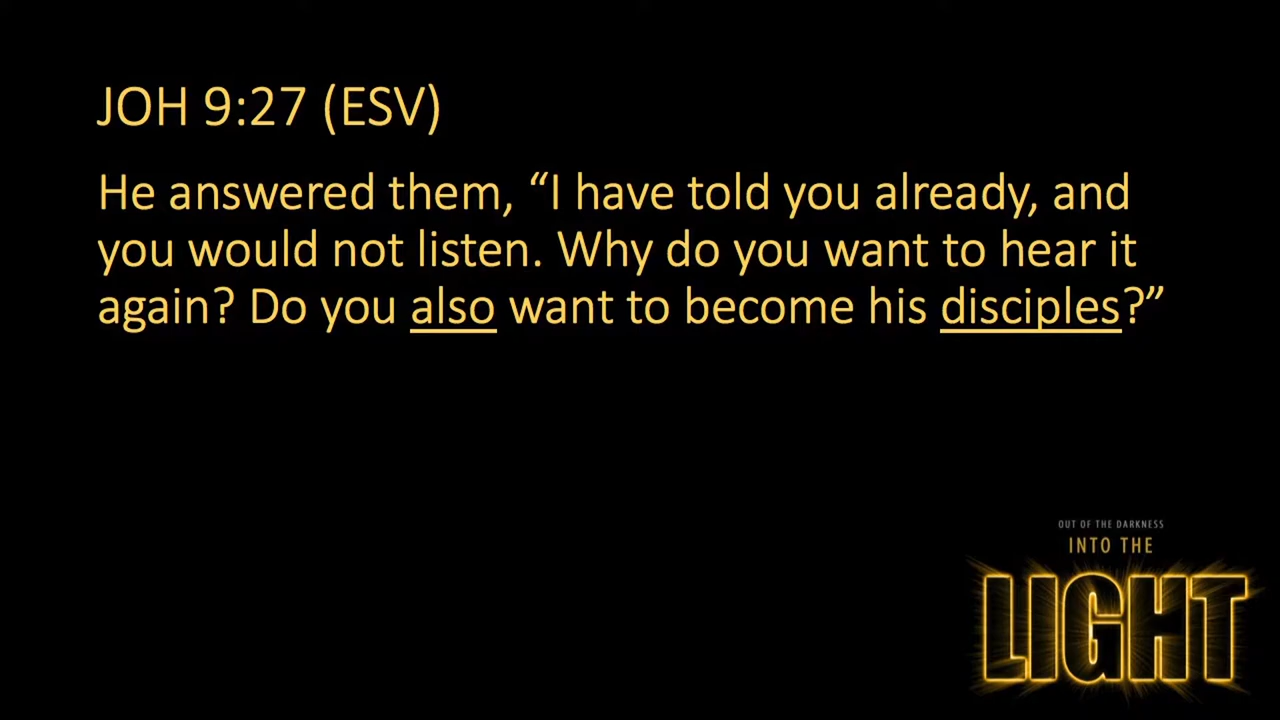 JOH 9:27 (ESV)
He answered them, “I have told you already, and
you would not listen. Why do you want to hear it
again? Do you also want to become his disciples?”
OUT OF THE DARKNESS
INTO THE
LIGHT